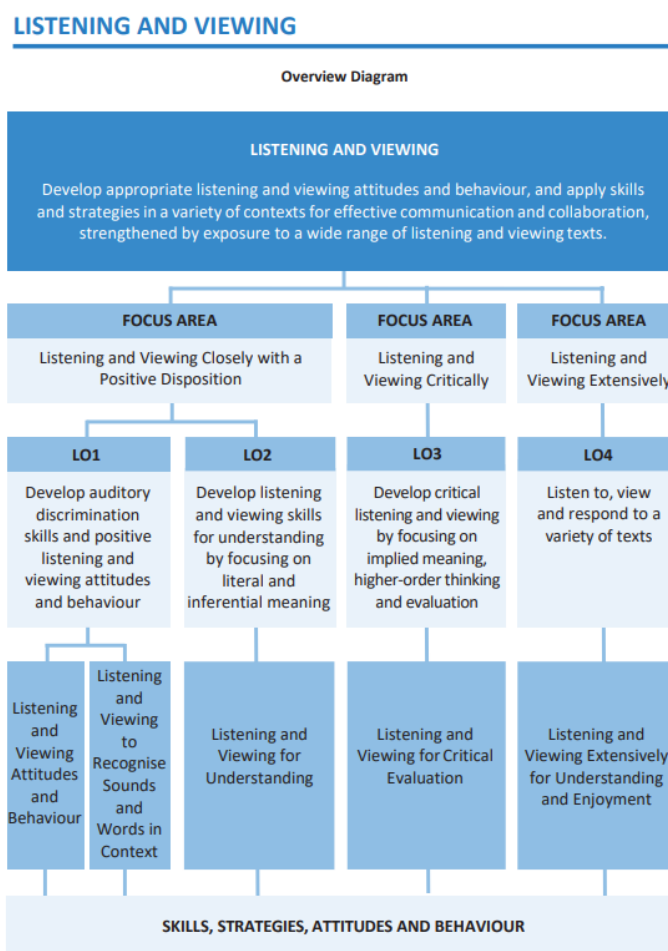 LISTENING AND VIEWING
Overview Diagram
LISTENING AND VIEWING
Develop appropriate listening and viewing attitudes and behaviour, and apply skills
and strategies in a variety of contexts for effective communication and collaboration,
strengthened by exposure to a wide range of listening and viewing texts.
FOCUS AREA
Listening and Viewing Closely with a
Positive Disposition
FOCUS AREA
Listening and
Viewing Critically
FOCUS AREA
Listening and
Viewing Extensively
LO1
Develop auditory
discrimination
skills and positive
listening and
viewing attitudes
and behaviour
LO2
Develop listening
and viewing skills
for understanding
by focusing on
literal and
inferential meaning
LO3
Develop critical
listening and viewing
by focusing on
implied meaning,
higher-order thinking
and evaluation
LO4
Listen to, view
and respond to a
variety of texts
Listening
and
Viewing
Attitudes
and
Behaviour
Listening
and
Viewing
to
Recognise
Sounds
and
Words in
Context
Listening and
Viewing for
Understanding
Listening and
Viewing for Critical
Evaluation
Listening and
Viewing Extensively
for Understanding
and Enjoyment
SKILLS, STRATEGIES, ATTITUDES AND BEHAVIOUR